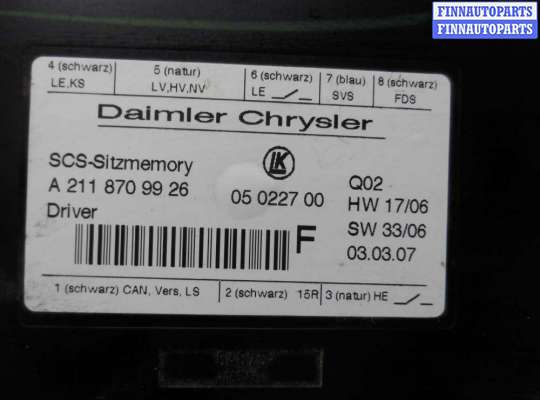 FINNAUTOPARTS
FINNAUTOPARTS
4 (schwarz) 5 (natur) 6 (schwarz) 7 (blau) 8 (schwarz)
LE,KS LV,HV,NV LE SVS FDS
Daimler Chrysler
SCS-Sitzmemory LK Q02
A 211 870 99 26 05 0227 00 HW 17/06
Driver F SW 33/06
03.03.07
1 (schwarz) CAN, Vers, LS 2 (schwarz) 15R 3 (natur) HE